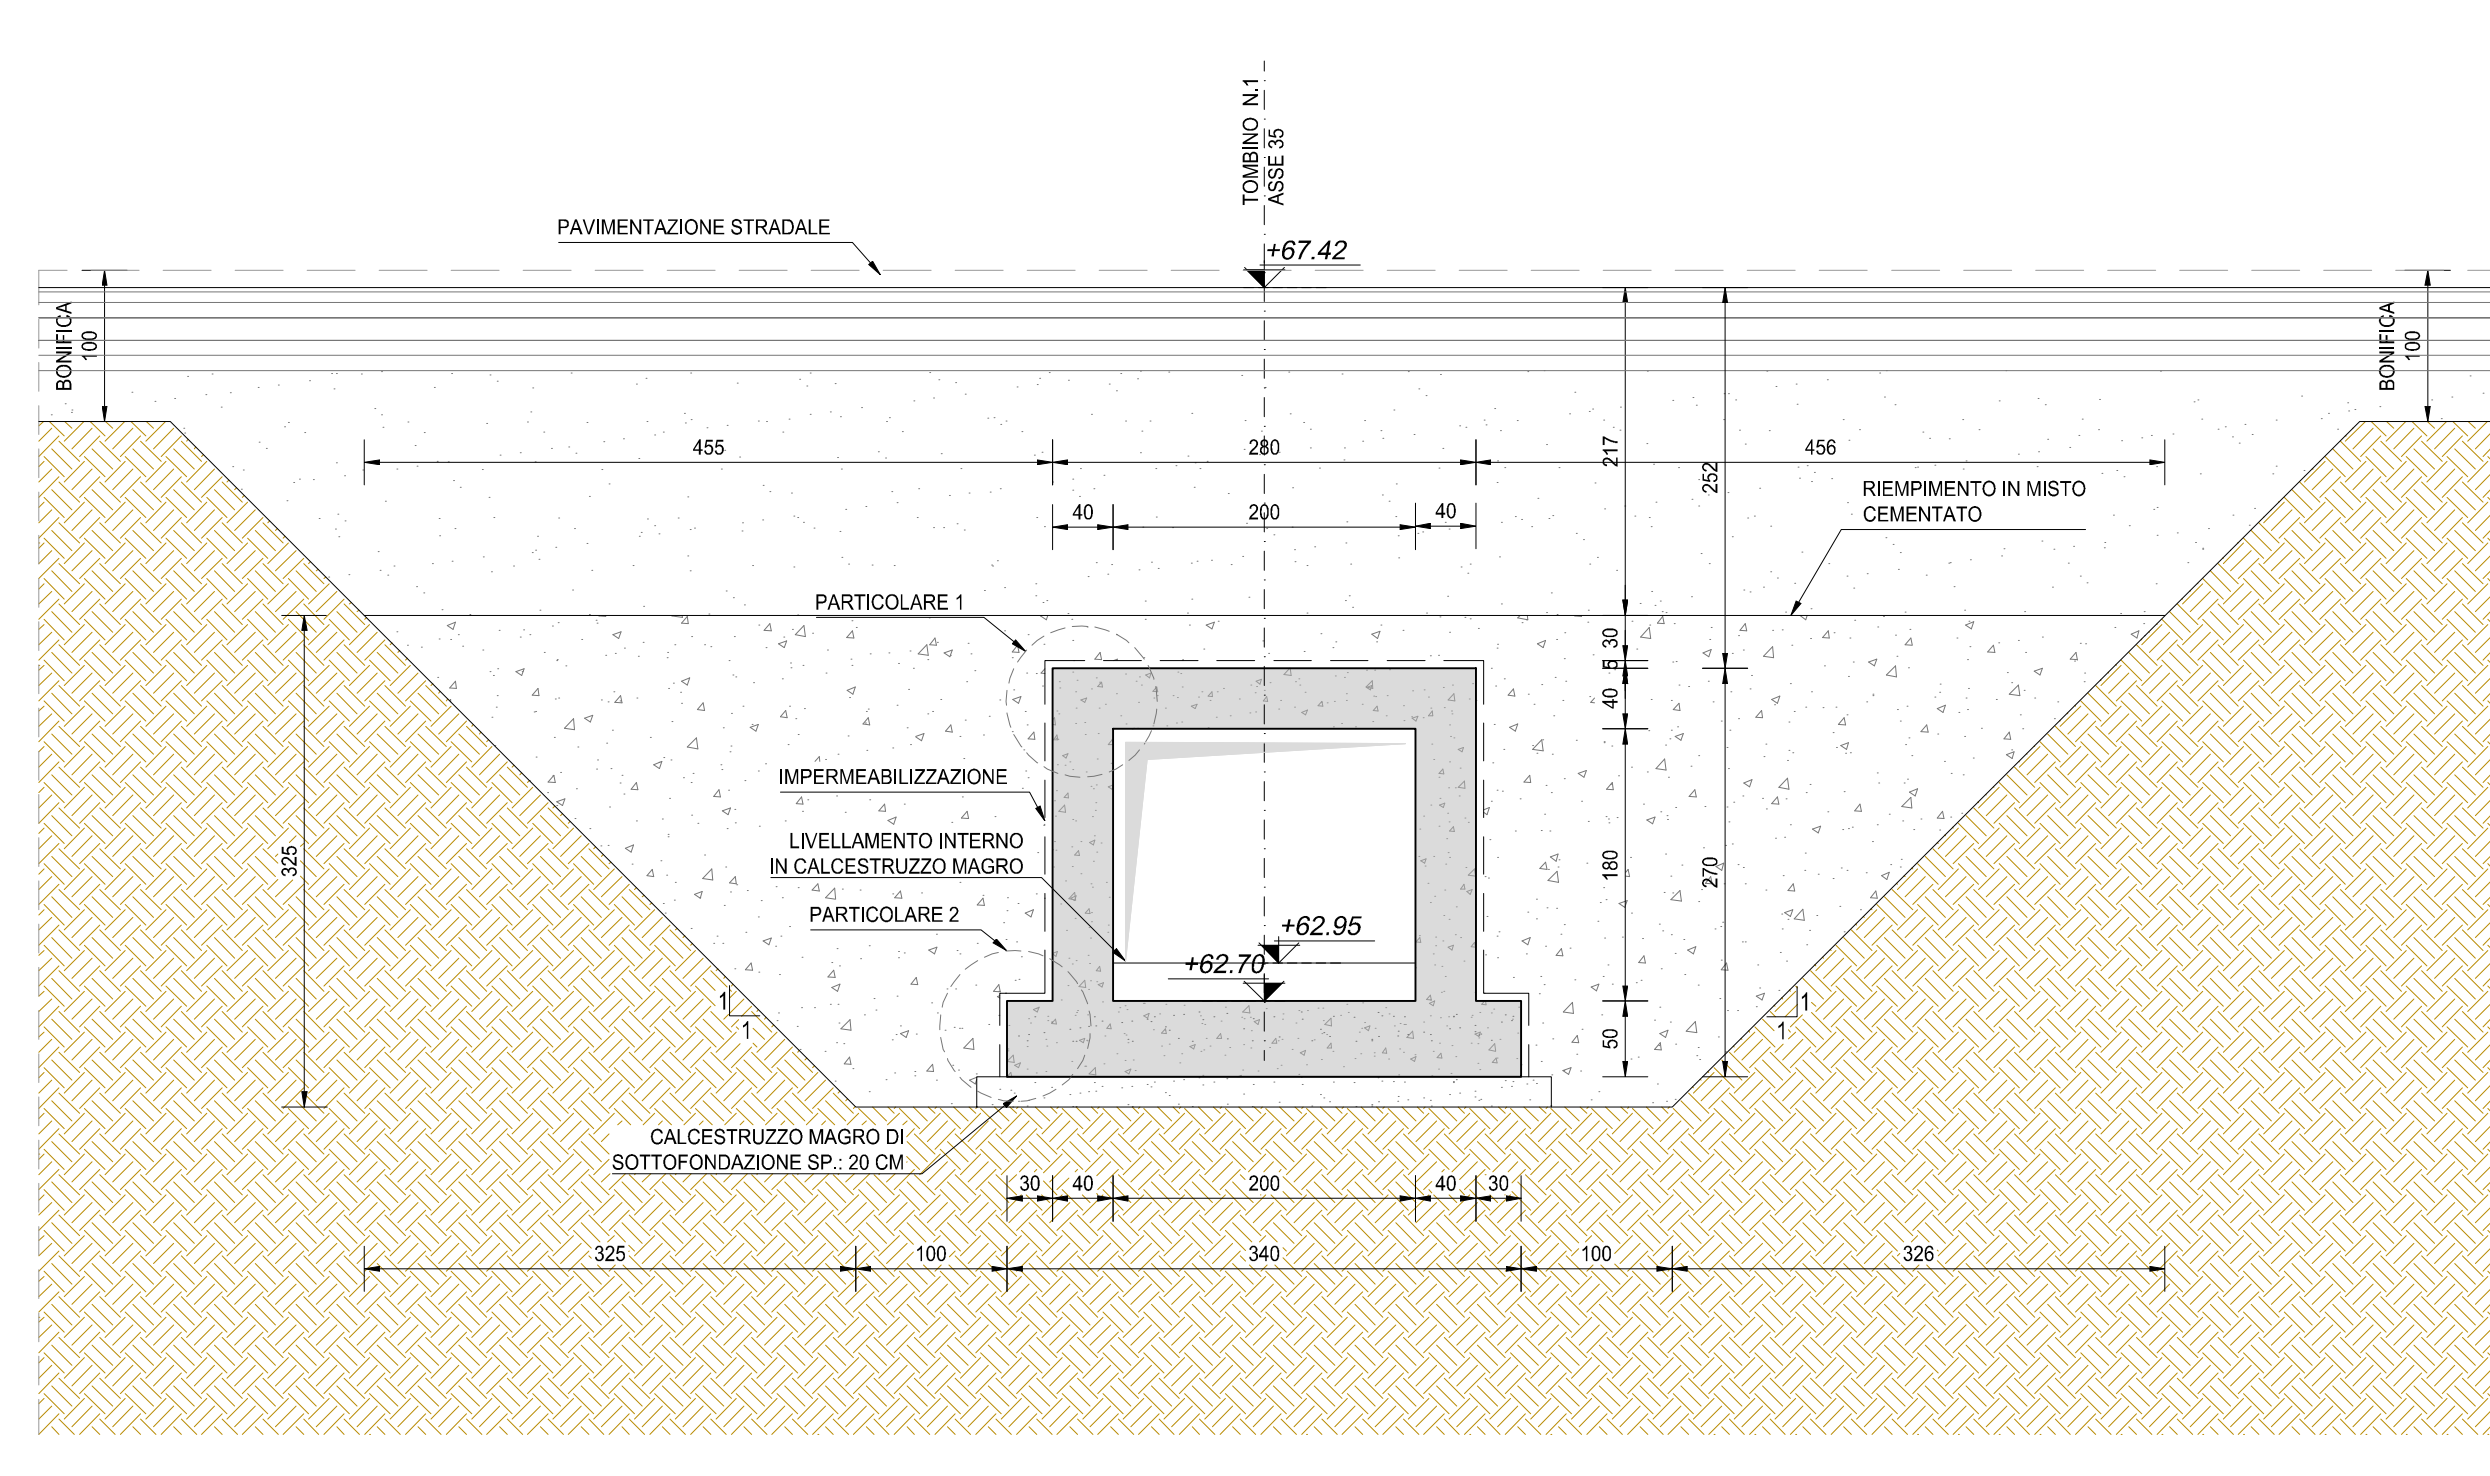 TOMBINO N.1
ASSE 35
PAVIMENTAZIONE STRADALE
+67.42
BONIFICA
100
BONIFICA
100
455
280
456
217
252
RIEMPIMENTO IN MISTO
CEMENTATO
40
200
40
PARTICOLARE 1
30
5
40
IMPERMEABILIZZAZIONE
LIVELLAMENTO INTERNO
IN CALCESTRUZZO MAGRO
325
180
270
PARTICOLARE 2
+62.95
+62.70
1
1
1
1
50
CALCESTRUZZO MAGRO DI
SOTTOFONDAZIONE SP.: 20 CM
30
40
200
40
30
325
100
340
100
326